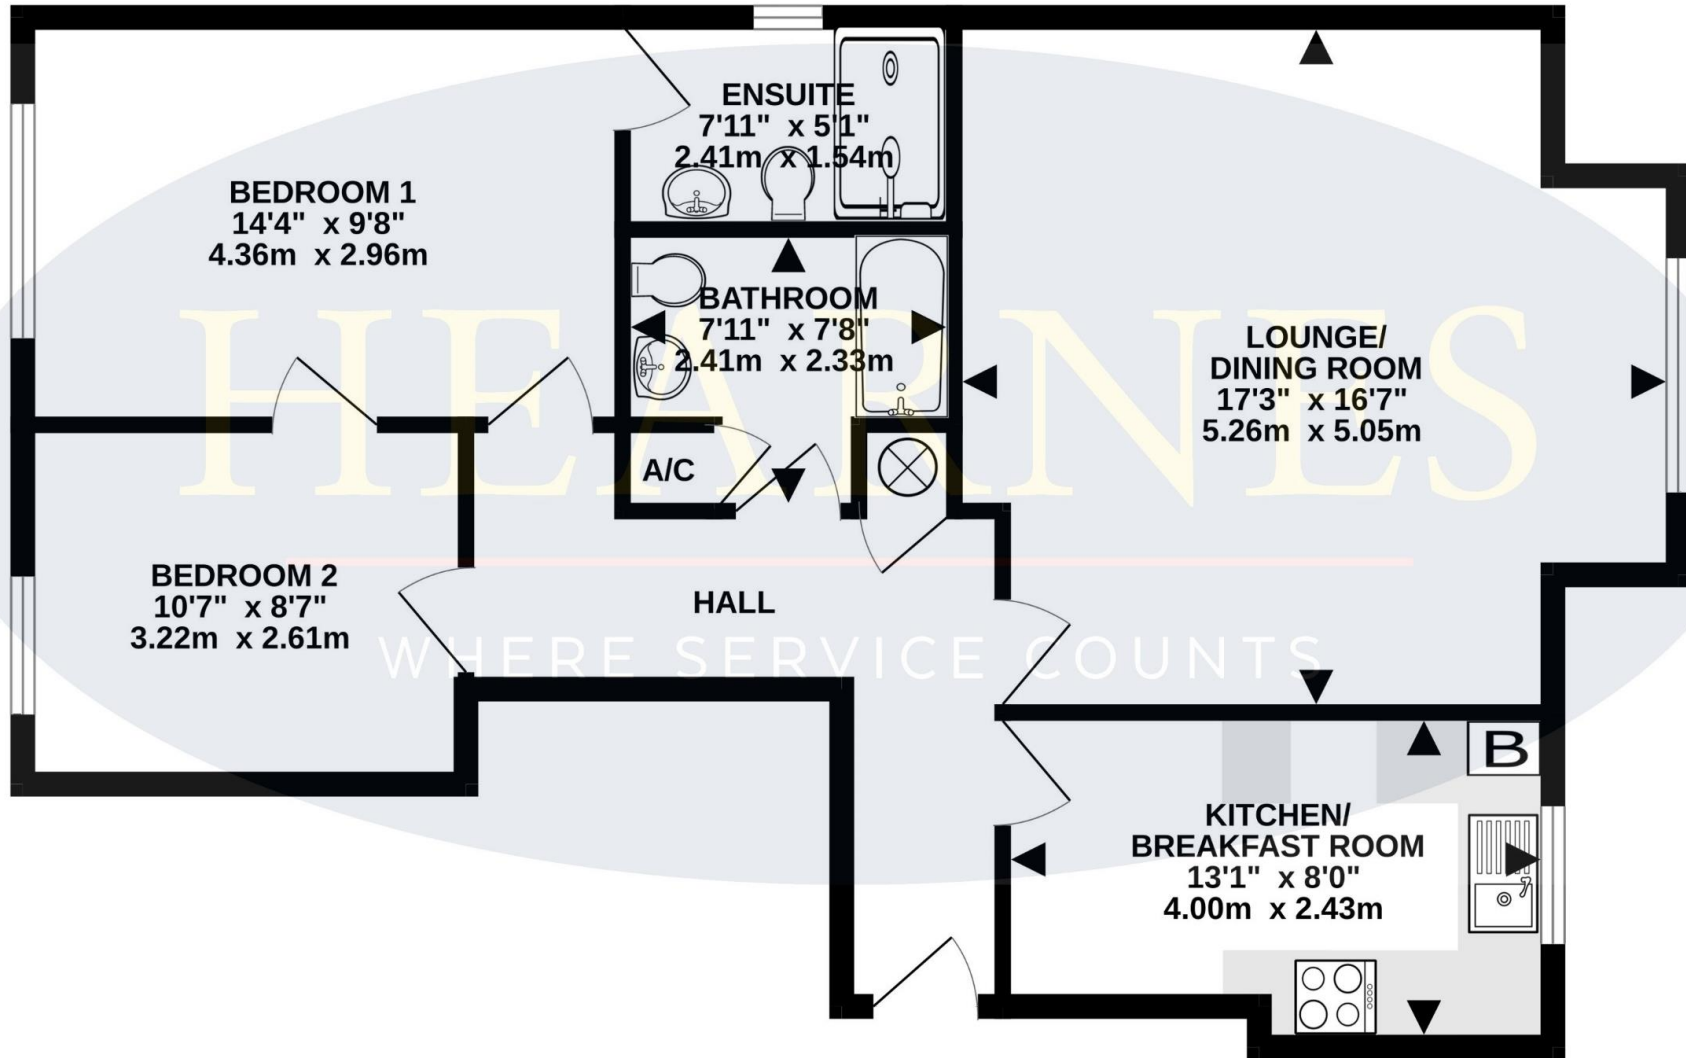 ENSUITE
7'11" x 5'1"
2.41m x 1.54m
BEDROOM 1
14'4" x 9'8"
4.36m x 2.96m
BATHROOM
7'11" x 7'8"
2.41m x 2.33m
LOUNGE/
DINING ROOM
17'3" x 16'7"
5.26m x 5.05m
HEARNES
A/C
BEDROOM 2
10'7" x 8'7"
3.22m x 2.61m
HALL
WHERE SERVICE COUNTS
B
KITCHEN/
BREAKFAST ROOM
13'1" x 8'0"
4.00m x 2.43m